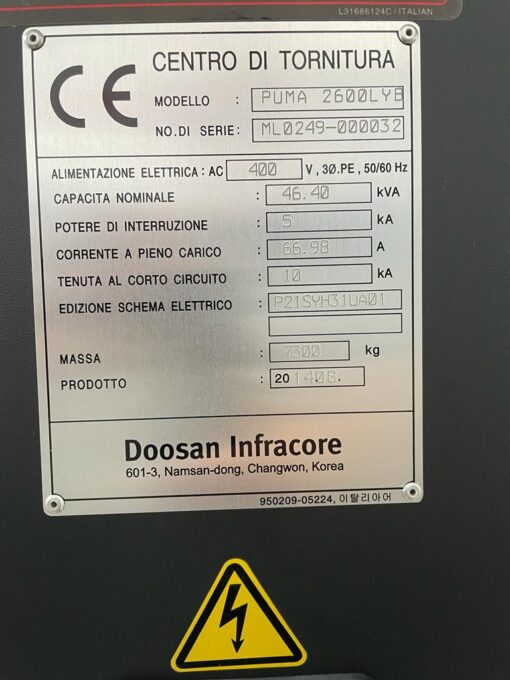 L31686124C / ITALIAN
CE CENTRO DI TORNITURA
MODELLO : PUMA 2600LYB
NO.DI SERIE: ML0249-000032
ALIMENTAZIONE ELETTRICA : AC 400 V , 3Ø.PE , 50/60 Hz
CAPACITA NOMINALE : 46.40 kVA
POTERE DI INTERRUZIONE : 5 kA
CORRENTE A PIENO CARICO : 66.98 A
TENUTA AL CORTO CIRCUITO : 10 kA
EDIZIONE SCHEMA ELETTRICO : P21SYH31UA01
MASSA : 7300 kg
PRODOTTO : 201408.
Doosan Infracore
601-3, Namsan-dong, Changwon, Korea
950209-05224, 이탈리아어